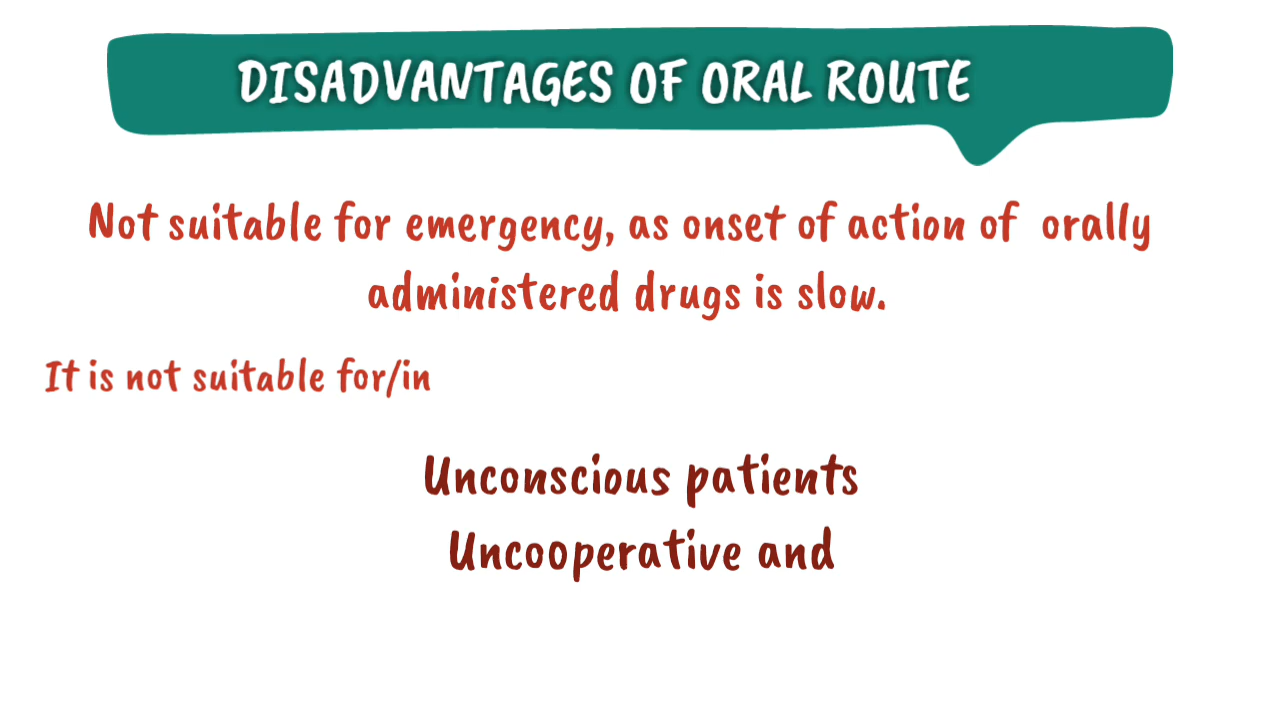 DISADVANTAGES OF ORAL ROUTE
Not suitable for emergency, as onset of action of orally
administered drugs is slow.
It is not suitable for/in
Unconscious patients
Uncooperative and